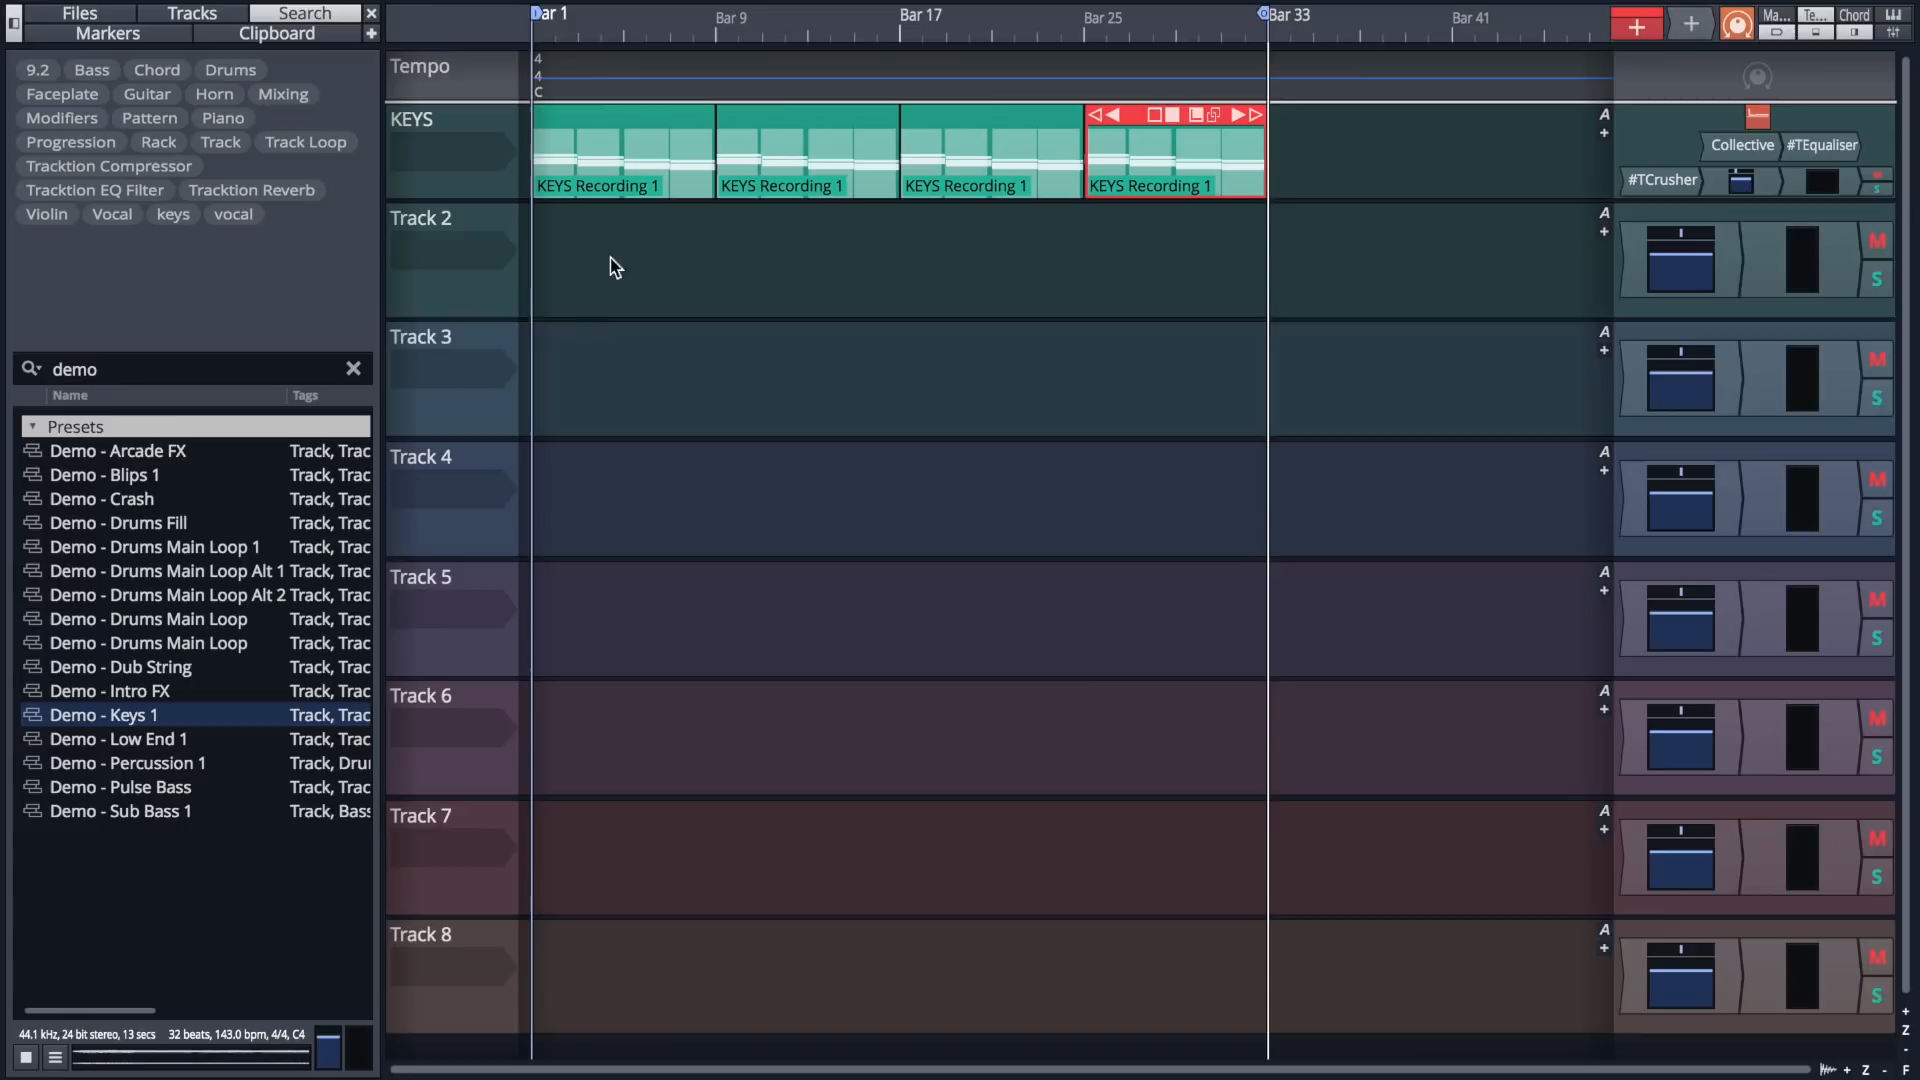 Files Tracks Search
Markers Clipboard
9.2 Bass Chord Drums
Faceplate Guitar Horn Mixing
Modifiers Pattern Piano
Progression Rack Track Track Loop
Tracktion Compressor
Tracktion EQ Filter Tracktion Reverb
Violin Vocal keys vocal
demo
Name Tags
Presets
Demo - Arcade FX Track, Trac
Demo - Blips 1 Track, Trac
Demo - Crash Track, Trac
Demo - Drums Fill Track, Trac
Demo - Drums Main Loop 1 Track, Trac
Demo - Drums Main Loop Alt 1 Track, Trac
Demo - Drums Main Loop Alt 2 Track, Trac
Demo - Drums Main Loop Track, Trac
Demo - Drums Main Loop Track, Trac
Demo - Dub String Track, Trac
Demo - Intro FX Track, Trac
Demo - Keys 1 Track, Trac
Demo - Low End 1 Track, Trac
Demo - Percussion 1 Track, Dru
Demo - Pulse Bass Track, Trac
Demo - Sub Bass 1 Track, Bass
44.1 kHz, 24 bit stereo, 13 secs 32 beats, 143.0 bpm, 4/4, C4
ar 1 Bar 9 Bar 17 Bar 25 Bar 33 Bar 41
Ma... Te... Chord
Tempo
4
4
C
KEYS
KEYS Recording 1 KEYS Recording 1 KEYS Recording 1 KEYS Recording 1
A
+
Collective #TEqualiser
#TCrusher
S
Track 2 A
+
M
S
Track 3 A
+
M
S
Track 4 A
+
M
S
Track 5 A
+
M
S
Track 6 A
+
M
S
Track 7 A
+
M
S
Track 8 A
+
M
S
+
Z
-
+ Z - F